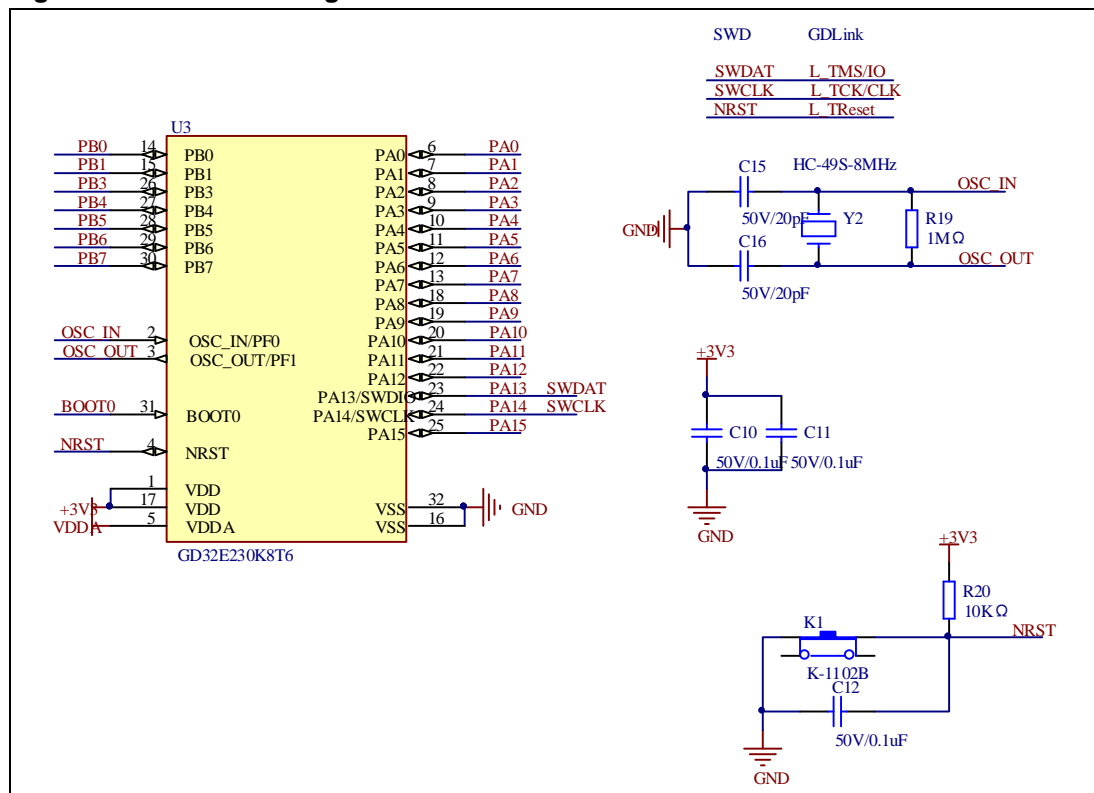 SWD GDLink
SWDAT L_TMS/IO
SWCLK L_TCK/CLK
NRST L_TReset
U3
PB0 14 PB0 PA0 6 PA0
PB1 15 PB1 PA1 7 PA1
PB3 26 PB3 PA2 8 PA2
PB4 27 PB4 PA3 9 PA3
PB5 28 PB5 PA4 10 PA4
PB6 29 PB6 PA5 11 PA5
PB7 30 PB7 PA6 12 PA6
PA7 13 PA7
PA8 18 PA8
PA9 19 PA9
OSC_IN 2 OSC_IN/PF0 PA10 20 PA10
OSC_OUT 3 OSC_OUT/PF1 PA11 21 PA11
PA12 22 PA12
PA13/SWDIO 23 PA13 SWDAT
BOOT0 31 BOOT0 PA14/SWCLK 24 PA14 SWCLK
PA15 25 PA15
NRST 4 NRST
1 VDD
+3V3 17 VDD VSS 32 GND
VDDA 5 VDDA VSS 16
GD32E230K8T6
C15 HC-49S-8MHz
OSC_IN
50V/20pF
GND Y2 R19
1MΩ
C16
OSC_OUT
50V/20pF
+3V3
C10 C11
50V/0.1uF 50V/0.1uF
GND
+3V3
R20
10KΩ
K1
NRST
K-1102B
C12
50V/0.1uF
GND